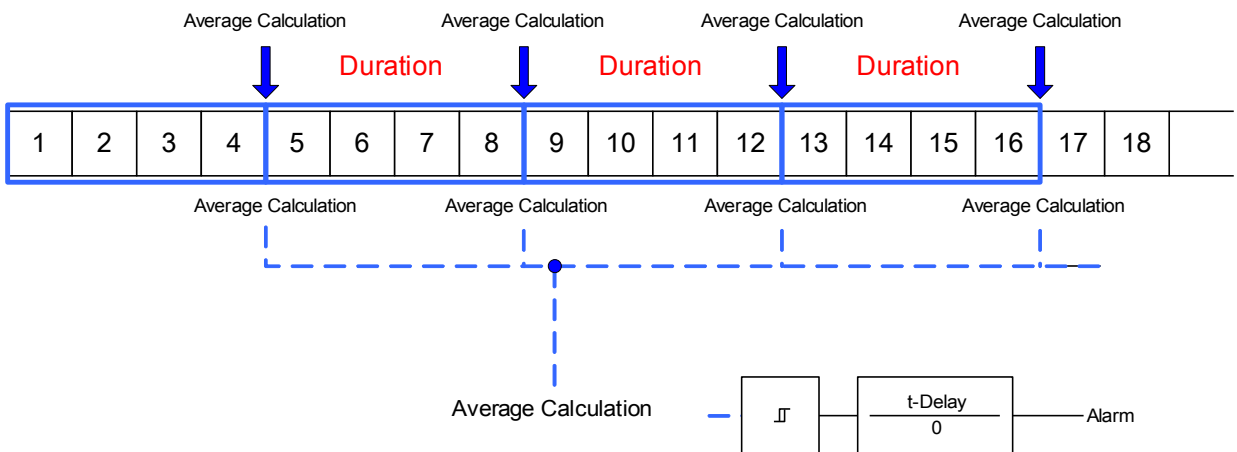 Average Calculation Average Calculation Average Calculation Average Calculation
Duration Duration Duration
1 2 3 4 5 6 7 8 9 10 11 12 13 14 15 16 17 18
Average Calculation Average Calculation Average Calculation Average Calculation
Average Calculation
t-Delay
0
Alarm